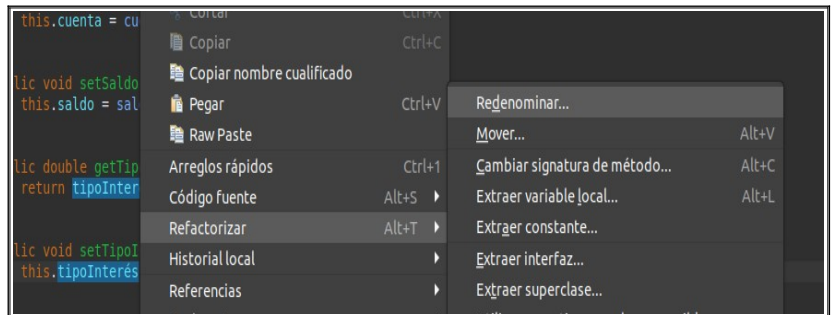 this.cuenta = cu
Cortar Ctrl+X
Copiar Ctrl+C
Copiar nombre cualificado
lic void setSaldo
this.saldo = sal
Pegar Ctrl+V
Raw Paste
lic double getTip
return tipoInter
Arreglos rápidos Ctrl+1
Código fuente Alt+S
Refactorizar Alt+T
lic void setTipoI
this.tipoInterés
Historial local
Referencias
Redenominar...
Mover... Alt+V
Cambiar signatura de método... Alt+C
Extraer variable local... Alt+L
Extraer constante...
Extraer interfaz...
Extraer superclase...